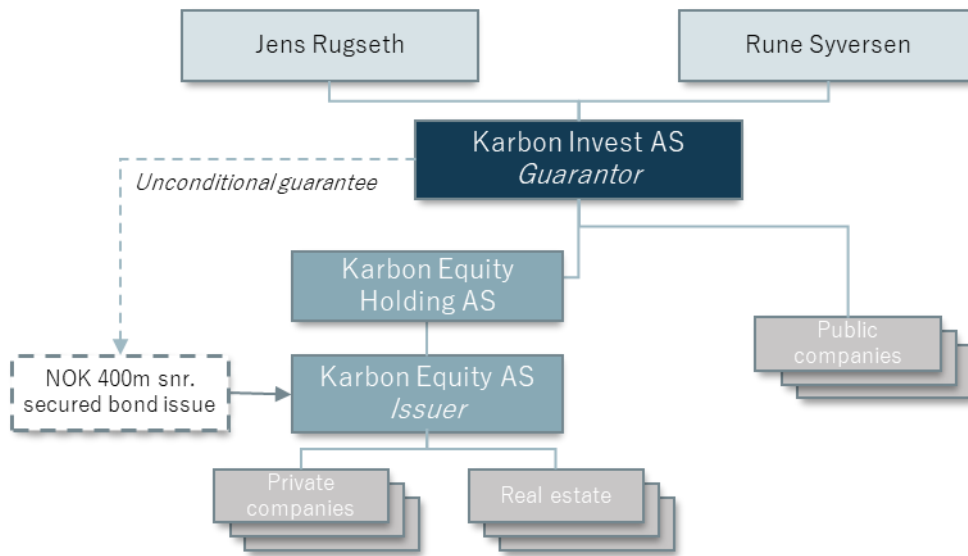 Jens Rugseth
Rune Syversen
Karbon Invest AS
Guarantor
Unconditional guarantee
Karbon Equity
Holding AS
Public
companies
NOK 400m snr.
secured bond issue
Karbon Equity AS
Issuer
Private
companies
Real estate